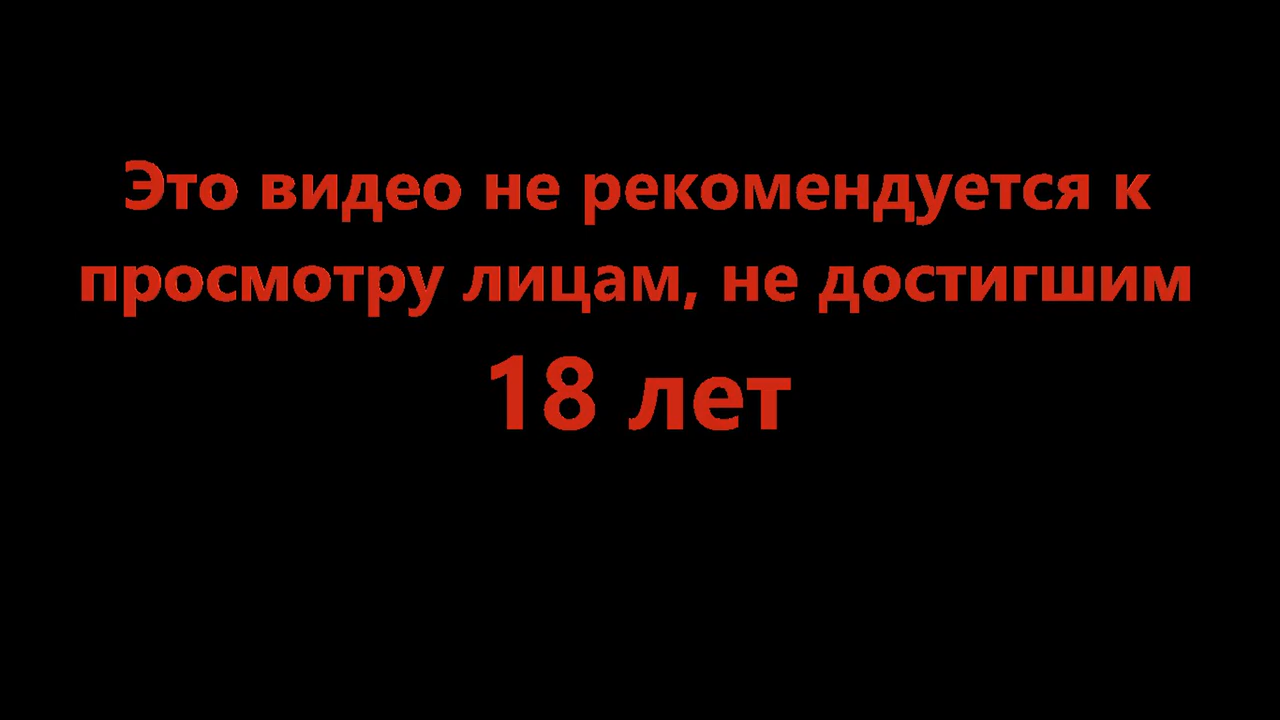 Это видео не рекомендуется к
просмотру лицам, не достигшим
18 лет